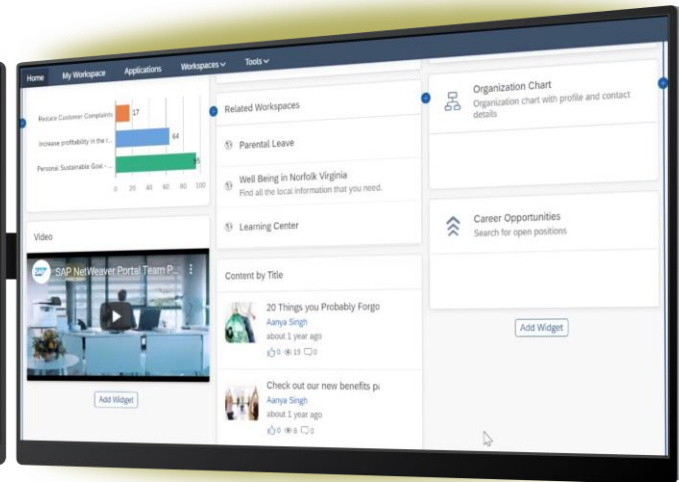 Home My Workspace Applications Workspaces Tools
Reduce Customer Complaints 17
Increase profitability in the r... 64
Personal Sustainable Goal - ... 95
0 20 40 60 80 100
Video
SAP
SAP NetWeaver Portal Team P...
Add Widget
Related Workspaces
Parental Leave
Well Being in Norfolk Virginia
Find all the local information that you need.
Learning Center
Content by Title
20 Things you Probably Forgo
Aanya Singh
about 1 year ago
0 19 0
Check out our new benefits p
Aanya Singh
about 1 year ago
0 8 0
Organization Chart
Organization chart with profile and contact
details
Career Opportunities
Search for open positions
Add Widget